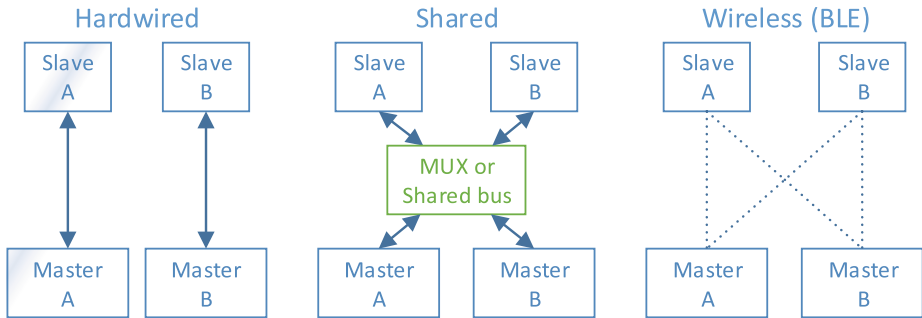 Hardwired
Shared
Wireless (BLE)
Slave
A
Slave
B
Slave
A
Slave
B
Slave
A
Slave
B
MUX or
Shared bus
Master
A
Master
B
Master
A
Master
B
Master
A
Master
B